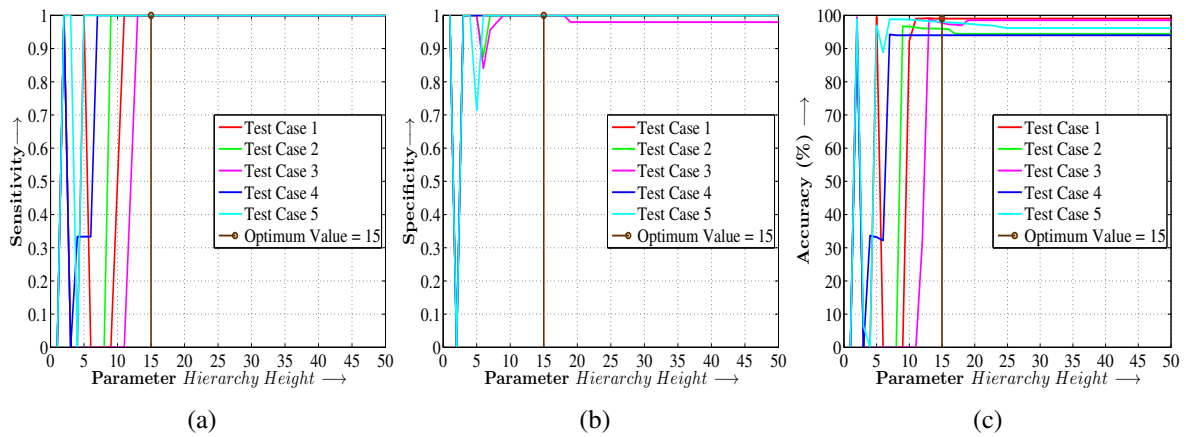 1
0.9
0.8
0.7
0.6
0.5
0.4
0.3
0.2
0.1
0
Sensitivity→
0 5 10 15 20 25 30 35 40 45 50
Parameter Hierarchy Height →
Test Case 1
Test Case 2
Test Case 3
Test Case 4
Test Case 5
Optimum Value = 15
(a)
1
0.9
0.8
0.7
0.6
0.5
0.4
0.3
0.2
0.1
0
Specificity→
0 5 10 15 20 25 30 35 40 45 50
Parameter Hierarchy Height →
Test Case 1
Test Case 2
Test Case 3
Test Case 4
Test Case 5
Optimum Value = 15
(b)
100
90
80
70
60
50
40
30
20
10
0
Accuracy (%) →
0 5 10 15 20 25 30 35 40 45 50
Parameter Hierarchy Height →
Test Case 1
Test Case 2
Test Case 3
Test Case 4
Test Case 5
Optimum Value = 15
(c)